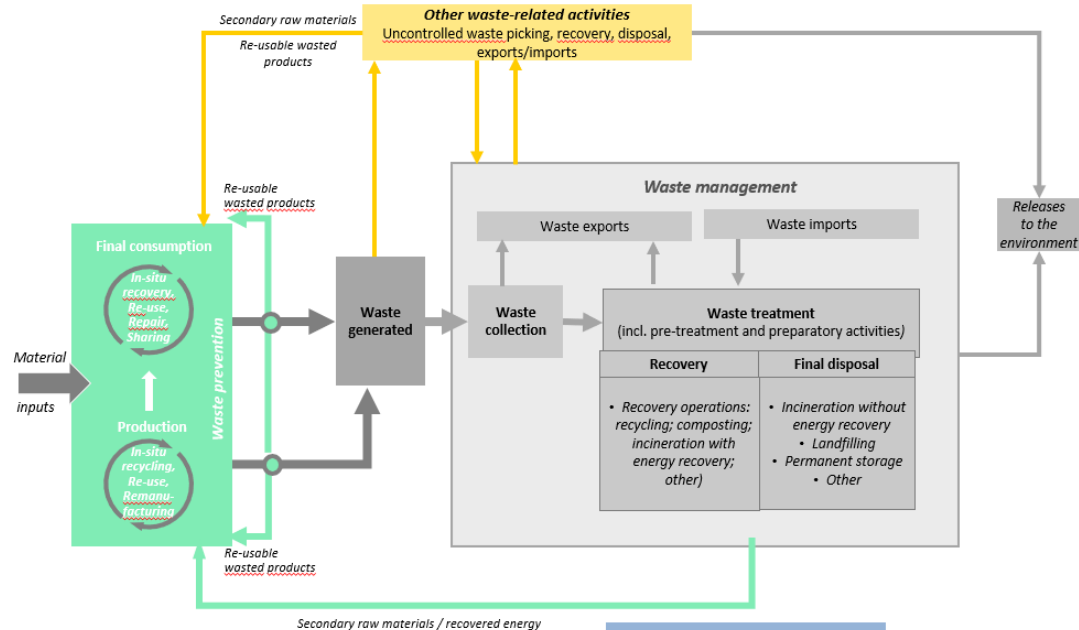 Secondary raw materials
Re-usable wasted
products
Other waste-related activities
Uncontrolled waste picking, recovery, disposal,
exports/imports
Re-usable
wasted products
Final consumption
In-situ
recovery,
Re-use,
Repair,
Sharing
Waste prevention
Material
inputs
Production
In-situ
recycling,
Re-use,
Remanu-
facturing
Re-usable
wasted products
Waste
generated
Waste management
Waste exports
Waste imports
Waste
collection
Waste treatment
(incl. pre-treatment and preparatory activities)
Recovery
• Recovery operations:
recycling; composting;
incineration with
energy recovery;
other)
Final disposal
• Incineration without
energy recovery
• Landfilling
• Permanent storage
• Other
Releases
to the
environment
Secondary raw materials / recovered energy